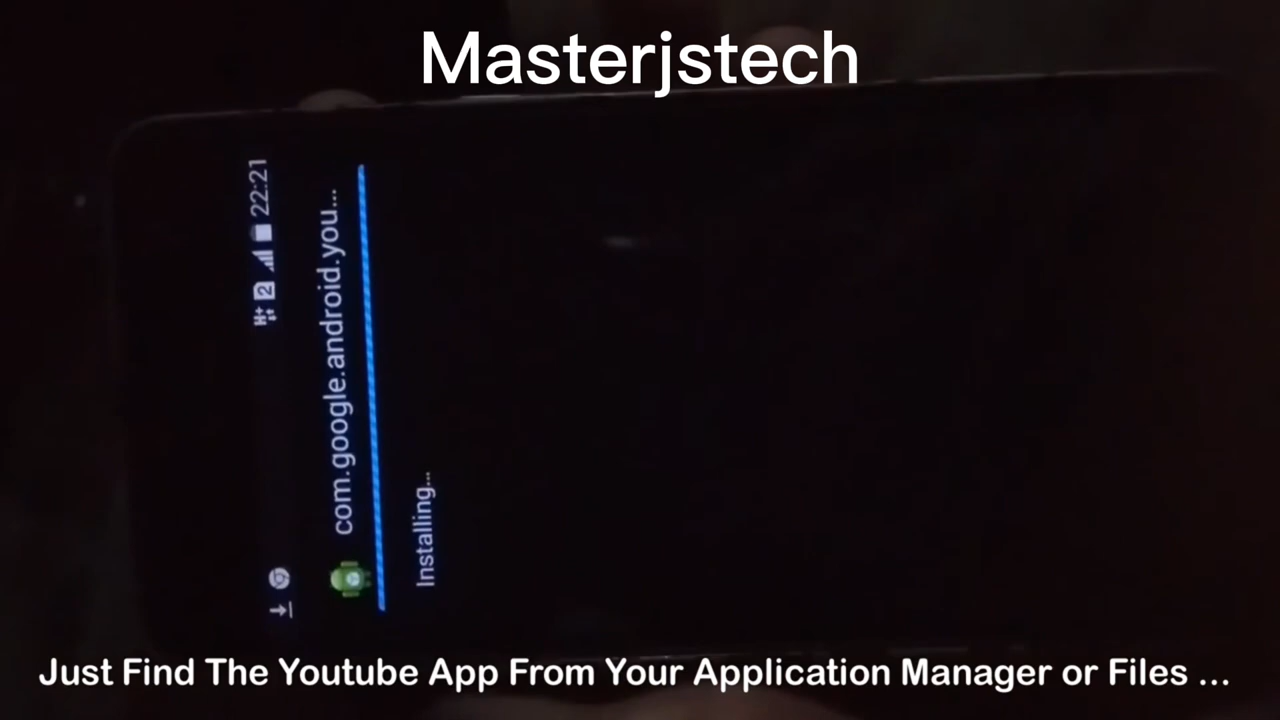 Masterjstech
H+ 2 22:21
com.google.android.you...
Installing...
Just Find The Youtube App From Your Application Manager or Files ...